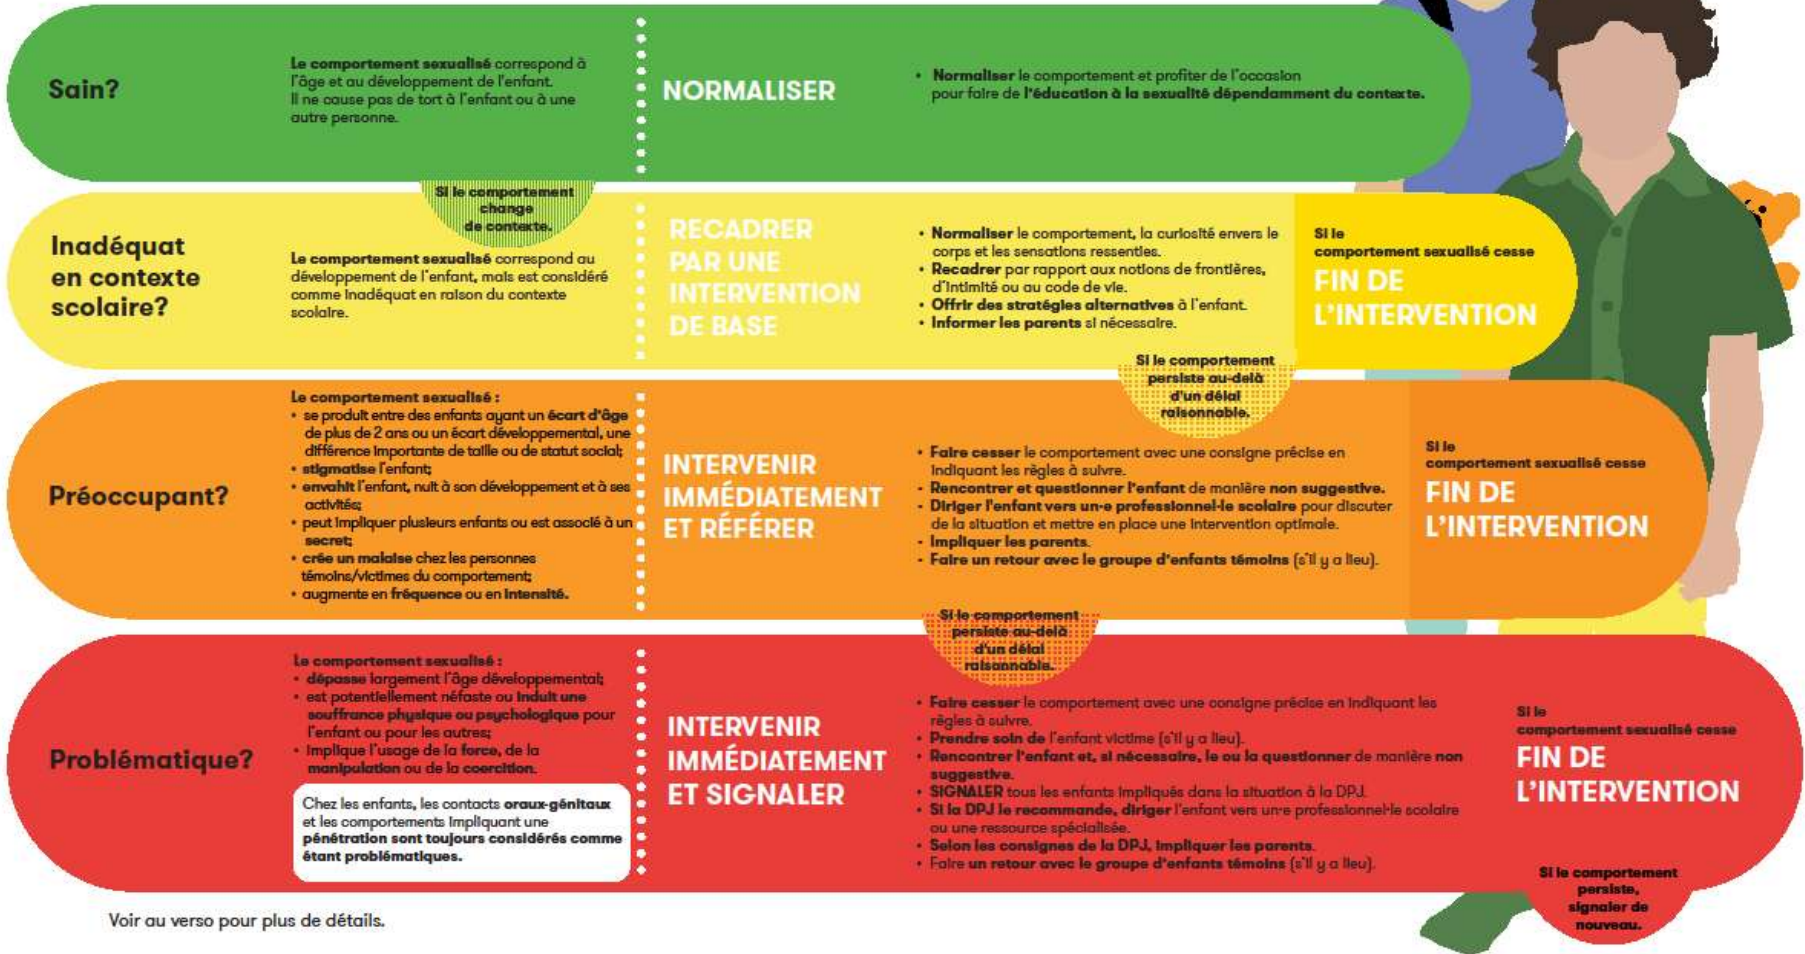 Sain?
Le comportement sexualisé correspond à
l'âge et au développement de l'enfant.
Il ne cause pas de tort à l'enfant ou à une
autre personne.
NORMALISER
• Normaliser le comportement et profiter de l'occasion
pour faire de l'éducation à la sexualité dépendamment du contexte.
Si le comportement
change
de contexte.
Inadéquat
en contexte
scolaire?
Le comportement sexualisé correspond au
développement de l'enfant, mais est considéré
comme inadéquat en raison du contexte
scolaire.
RECADRER
PAR UNE
INTERVENTION
DE BASE
• Normaliser le comportement, la curiosité envers le
corps et les sensations ressenties.
• Recadrer par rapport aux notions de frontières,
d'intimité ou au code de vie.
• Offrir des stratégies alternatives à l'enfant.
• Informer les parents si nécessaire.
Si le
comportement sexualisé cesse
FIN DE
L'INTERVENTION
Si le comportement
persiste au-delà
d'un délai
raisonnable.
Préoccupant?
Le comportement sexualisé :
• se produit entre des enfants ayant un écart d'âge
de plus de 2 ans ou un écart développemental, une
différence importante de taille ou de statut social;
• stigmatise l'enfant;
• envahit l'enfant, nuit à son développement et à ses
activités;
• peut impliquer plusieurs enfants ou est associé à un
secret;
• crée un malaise chez les personnes
témoins/victimes du comportement;
• augmente en fréquence ou en intensité.
INTERVENIR
IMMÉDIATEMENT
ET RÉFÉRER
• Faire cesser le comportement avec une consigne précise en
indiquant les règles à suivre.
- Rencontrer et questionner l'enfant de manière non suggestive.
- Diriger l'enfant vers un·e professionnel·le scolaire pour discuter
de la situation et mettre en place une intervention optimale.
- Impliquer les parents.
- Faire un retour avec le groupe d'enfants témoins (s'il y a lieu).
Si le
comportement sexualisé cesse
FIN DE
L'INTERVENTION
Si le comportement
persiste au-delà
d'un délai
raisonnable.
Problématique?
Le comportement sexualisé :
• dépasse largement l'âge développemental;
• est potentiellement néfaste ou induit une
souffrance physique ou psychologique pour
l'enfant ou pour les autres;
• implique l'usage de la force, de la
manipulation ou de la coercition.
Chez les enfants, les contacts oraux-génitaux
et les comportements impliquant une
pénétration sont toujours considérés comme
étant problématiques.
INTERVENIR
IMMÉDIATEMENT
ET SIGNALER
• Faire cesser le comportement avec une consigne précise en indiquant les
règles à suivre.
• Prendre soin de l'enfant victime (s'il y a lieu).
• Rencontrer l'enfant et, si nécessaire, le ou la questionner de manière non
suggestive.
• SIGNALER tous les enfants impliqués dans la situation à la DPJ.
• Si la DPJ le recommande, diriger l'enfant vers un·e professionnel·le scolaire
ou une ressource spécialisée.
• Selon les consignes de la DPJ, impliquer les parents.
• Faire un retour avec le groupe d'enfants témoins (s'il y a lieu).
Si le
comportement sexualisé cesse
FIN DE
L'INTERVENTION
Si le comportement
persiste,
signaler de
nouveau.
Voir au verso pour plus de détails.